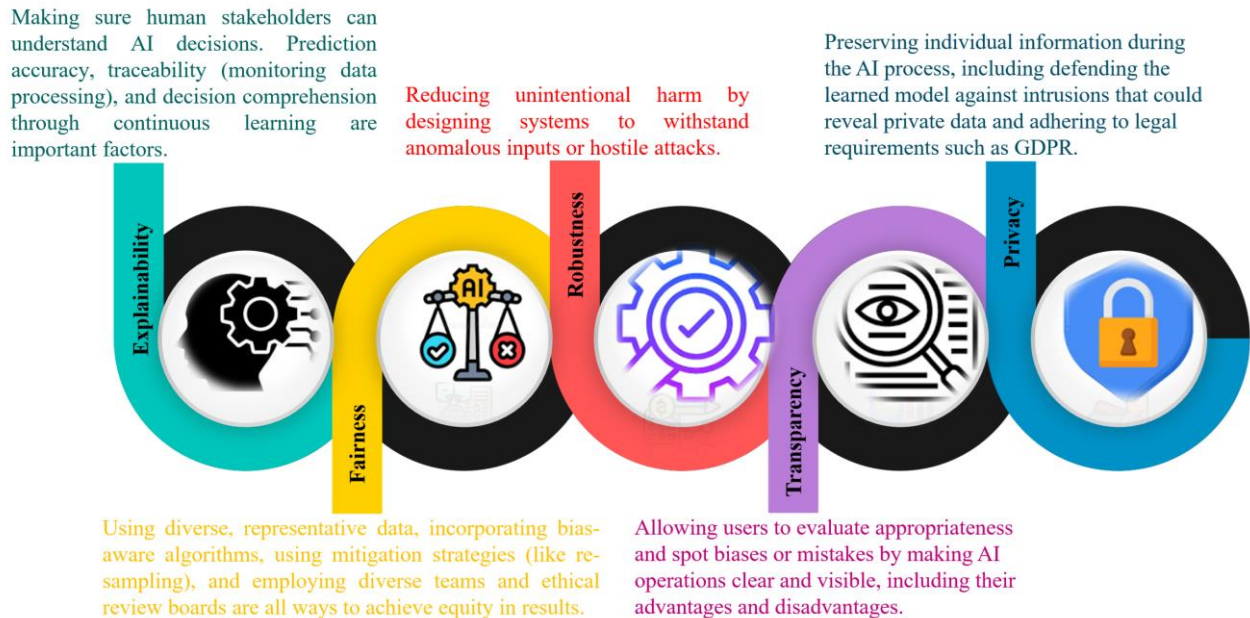 Making sure human stakeholders can
understand AI decisions. Prediction
accuracy, traceability (monitoring data
processing), and decision comprehension
through continuous learning are
important factors.
Explainability
Using diverse, representative data, incorporating bias-
aware algorithms, using mitigation strategies (like re-
sampling), and employing diverse teams and ethical
review boards are all ways to achieve equity in results.
Fairness
AI
Reducing unintentional harm by
designing systems to withstand
anomalous inputs or hostile attacks.
Robustness
Allowing users to evaluate appropriateness
and spot biases or mistakes by making AI
operations clear and visible, including their
advantages and disadvantages.
Transparency
Preserving individual information during
the AI process, including defending the
learned model against intrusions that could
reveal private data and adhering to legal
requirements such as GDPR.
Privacy